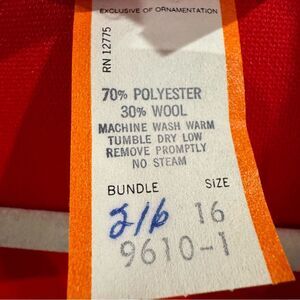 EXCLUSIVE OF ORNAMENTATION
RN 12775
70% POLYESTER
30% WOOL
MACHINE WASH WARM
TUMBLE DRY LOW
REMOVE PROMPTLY
NO STEAM
BUNDLE SIZE
216 16
9610-1